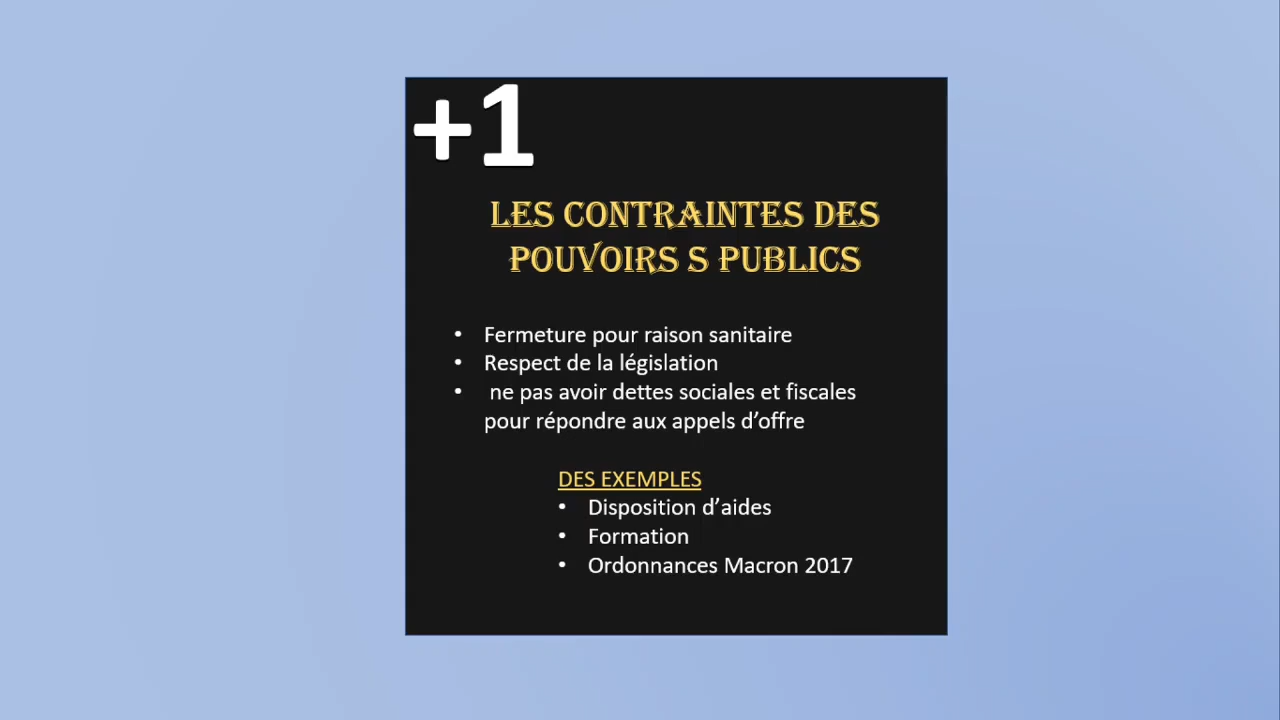 +1
LES CONTRAINTES DES
POUVOIRS S PUBLICS
• Fermeture pour raison sanitaire
• Respect de la législation
• ne pas avoir dettes sociales et fiscales
pour répondre aux appels d’offre
DES EXEMPLES
• Disposition d’aides
• Formation
• Ordonnances Macron 2017